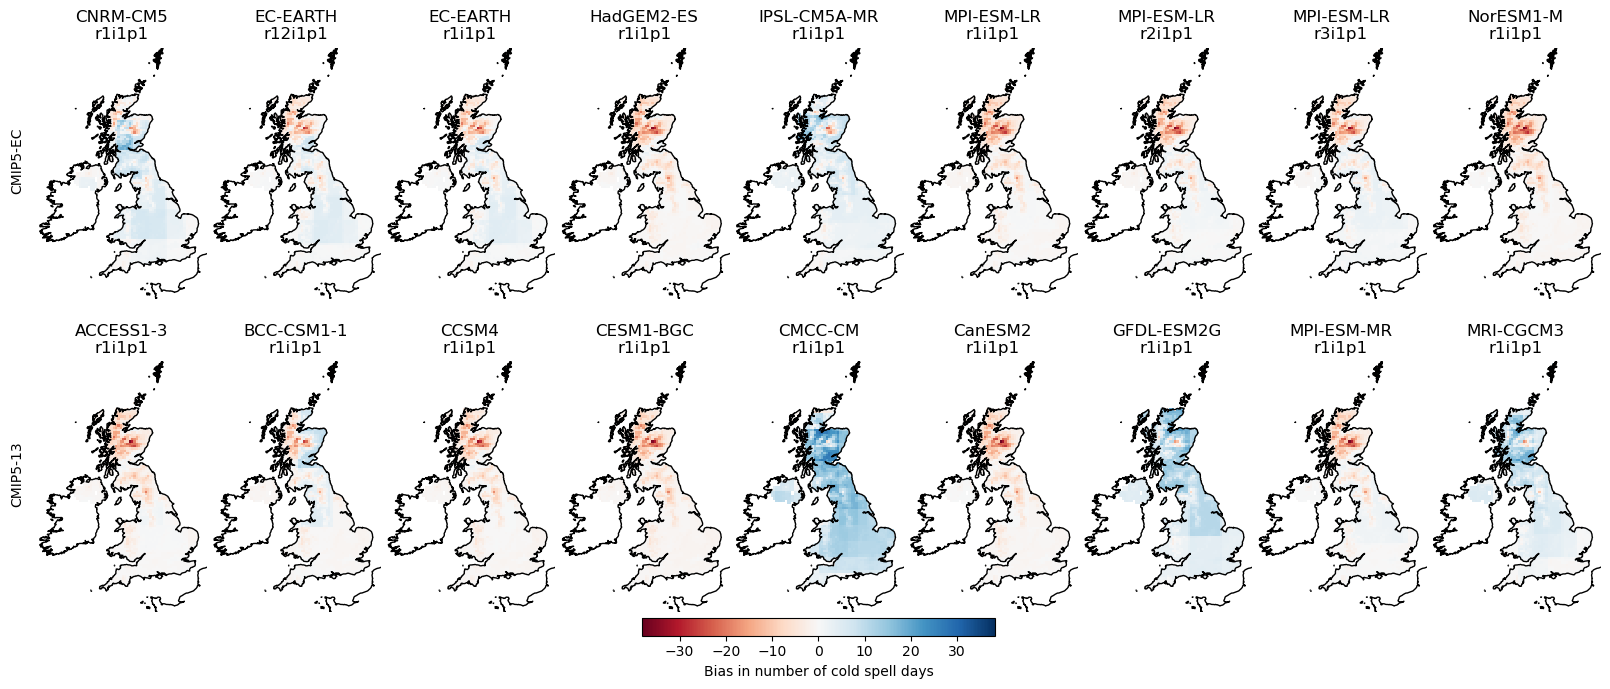 CNRM-CM5 EC-EARTH EC-EARTH HadGEM2-ES IPSL-CM5A-MR MPI-ESM-LR MPI-ESM-LR MPI-ESM-LR NorESM1-M
r1i1p1 r12i1p1 r1i1p1 r1i1p1 r1i1p1 r1i1p1 r2i1p1 r3i1p1 r1i1p1
CMIP5-EC
ACCESS1-3 BCC-CSM1-1 CCSM4 CESM1-BGC CMCC-CM CanESM2 GFDL-ESM2G MPI-ESM-MR MRI-CGCM3
r1i1p1 r1i1p1 r1i1p1 r1i1p1 r1i1p1 r1i1p1 r1i1p1 r1i1p1 r1i1p1
CMIP5-13
−30 −20 −10 0 10 20 30
Bias in number of cold spell days